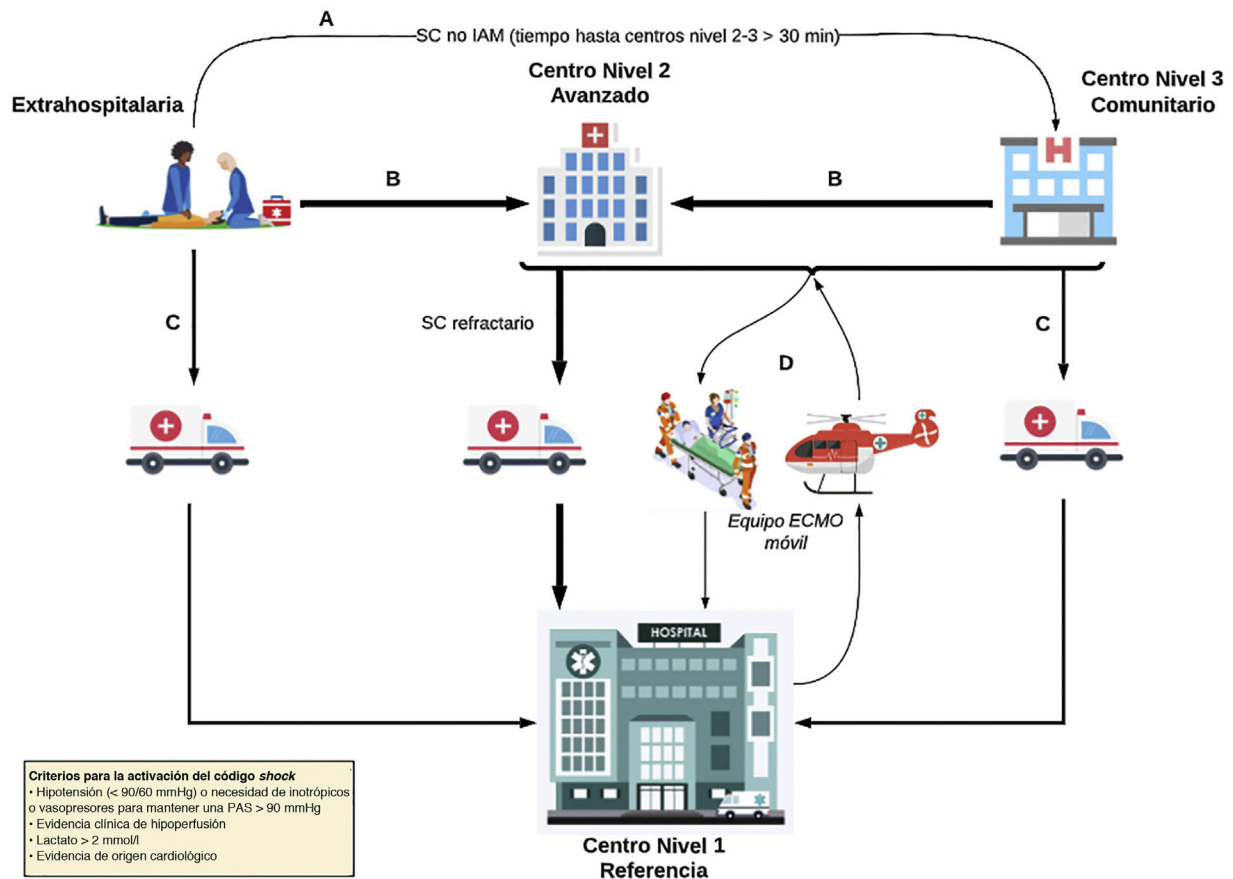 A
SC no IAM (tiempo hasta centros nivel 2-3 > 30 min)
Extrahospitalaria
Centro Nivel 2
Avanzado
Centro Nivel 3
Comunitario
H
B
B
C
SC refractario
D
C
Equipo ECMO
móvil
HOSPITAL
Centro Nivel 1
Referencia
Criterios para la activación del código shock
• Hipotensión (< 90/60 mmHg) o necesidad de inotrópicos
o vasopresores para mantener una PAS > 90 mmHg
• Evidencia clínica de hipoperfusión
• Lactato > 2 mmol/l
• Evidencia de origen cardiológico